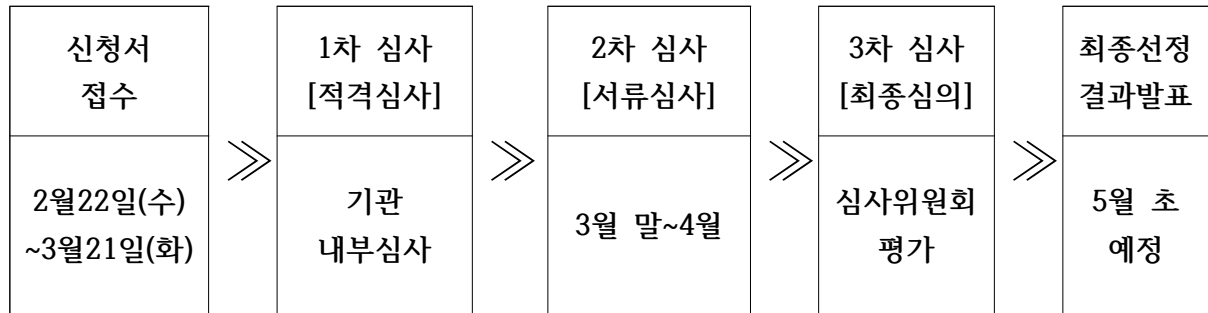 신청서
접수
2월22일(수)
~3월21일(화)
1차 심사
[적격심사]
기관
내부심사
2차 심사
[서류심사]
3월 말~4월
3차 심사
[최종심의]
심사위원회
평가
최종선정
결과발표
5월 초
예정